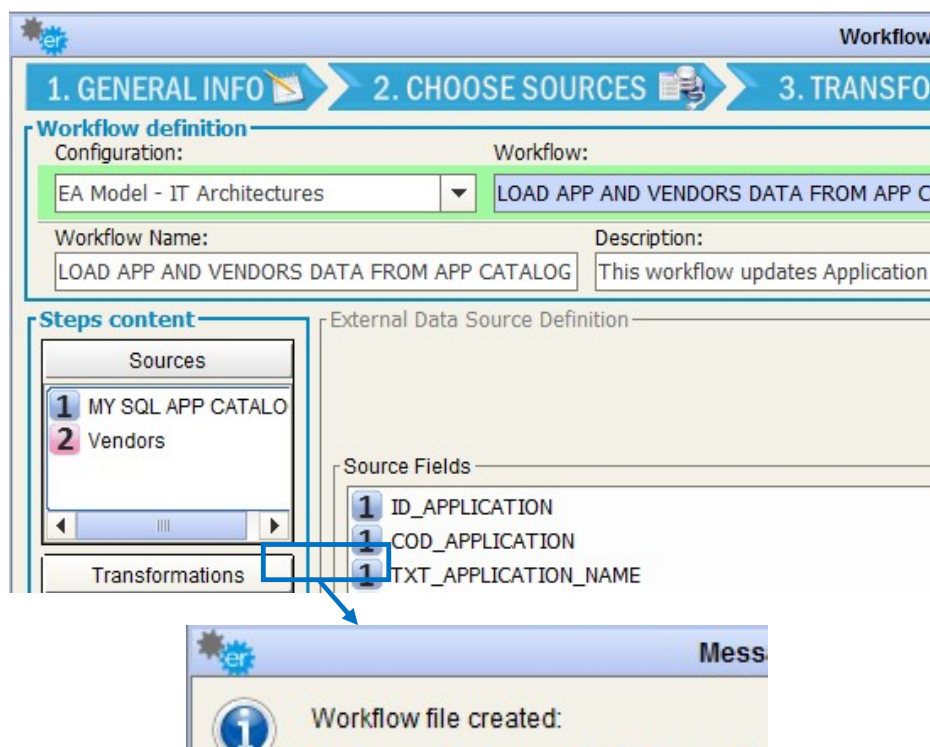 er
Workflow
1. GENERAL INFO 2. CHOOSE SOURCES 3. TRANSFO
Workflow definition
Configuration: Workflow:
EA Model - IT Architectures LOAD APP AND VENDORS DATA FROM APP C
Workflow Name: Description:
LOAD APP AND VENDORS DATA FROM APP CATALOG This workflow updates Application
Steps content External Data Source Definition
Sources
1 MY SQL APP CATALO
2 Vendors
Source Fields
1 ID_APPLICATION
1 COD_APPLICATION
1 TXT_APPLICATION_NAME
Transformations
er
Mess
Workflow file created: